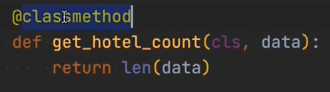 @classmethod
def get_hotel_count(cls, data):
    return len(data)